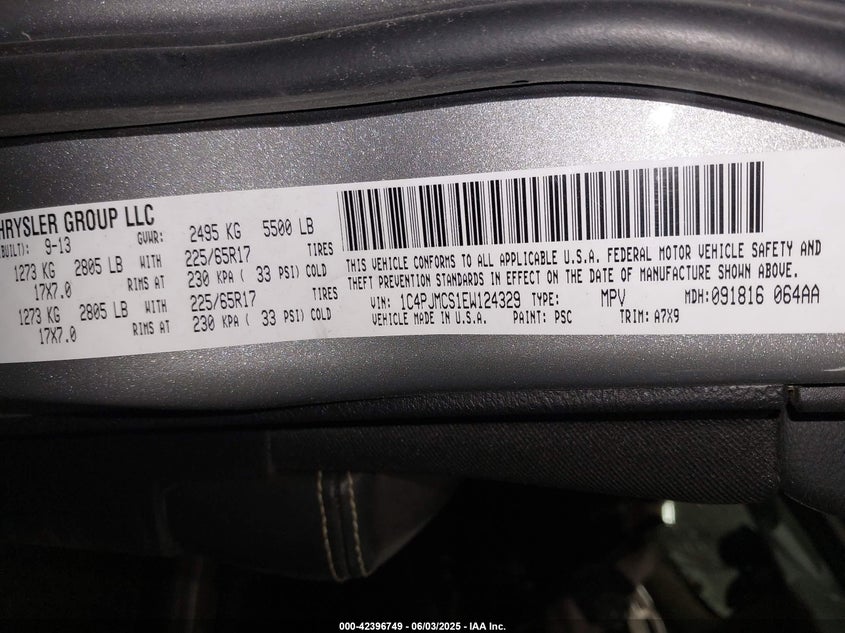 HRYSLER GROUP LLC
BUILT): 9-13 GVWR: 2495 KG 5500 LB
1273 KG 2805 LB WITH 225/65R17 TIRES
17X7.0 RIMS AT 230 KPA ( 33 PSI) COLD
1273 KG 2805 LB WITH 225/65R17 TIRES
17X7.0 RIMS AT 230 KPA ( 33 PSI) COLD
THIS VEHICLE CONFORMS TO ALL APPLICABLE U.S.A. FEDERAL MOTOR VEHICLE SAFETY AND
THEFT PREVENTION STANDARDS IN EFFECT ON THE DATE OF MANUFACTURE SHOWN ABOVE.
VIN: 1C4PJMCS1EW124329 TYPE: MPV MDH: 091816 064AA
VEHICLE MADE IN U.S.A. PAINT: PSC TRIM: A7X9
000-42396749 - 06/03/2025 - IAA Inc.